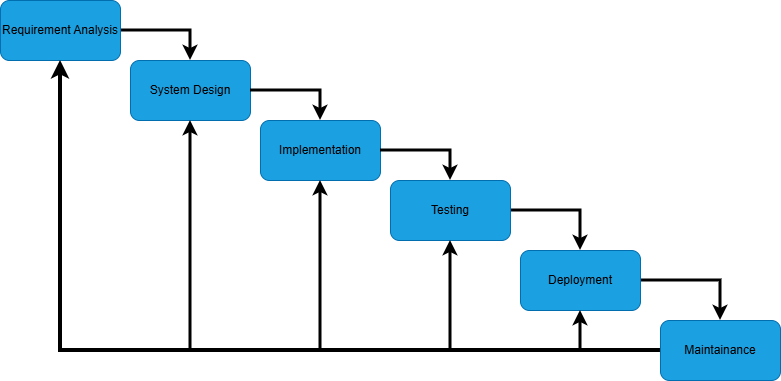 Requirement Analysis
System Design
Implementation
Testing
Deployment
Maintainance